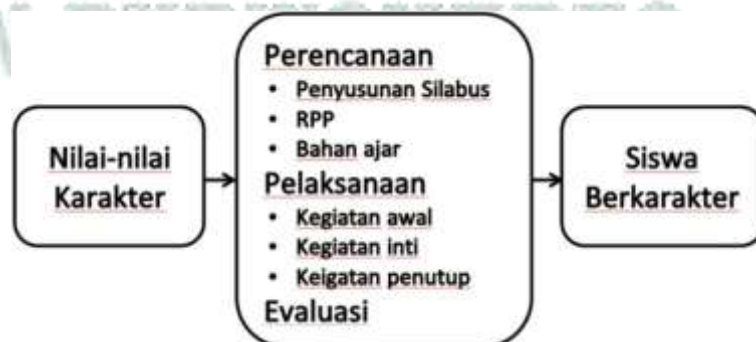 Nilai-nilai
Karakter
Perencanaan
• Penyusunan Silabus
• RPP
• Bahan ajar
Pelaksanaan
• Kegiatan awal
• Kegiatan inti
• Keigatan penutup
Evaluasi
Siswa
Berkarakter